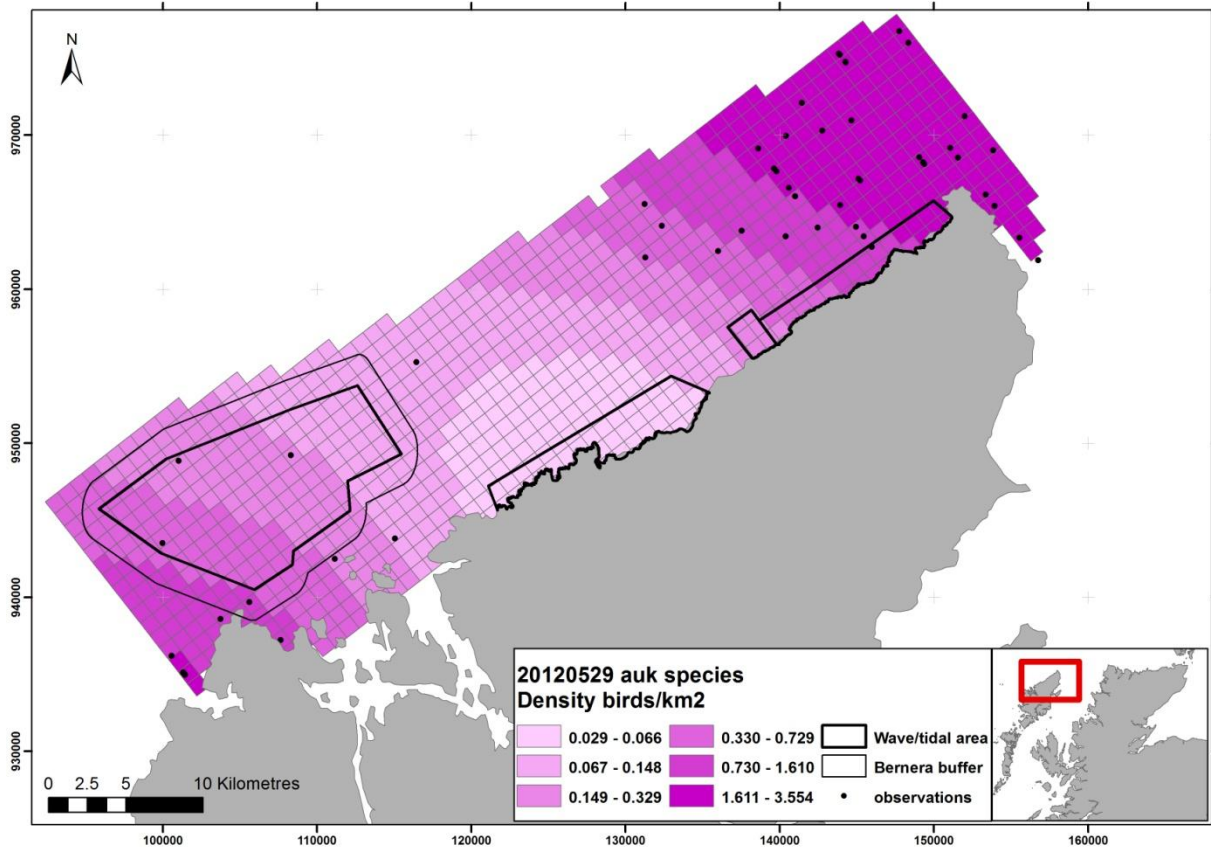 N
970000
960000
950000
940000
930000
20120529 auk species
Density birds/km2
0.029 - 0.066
0.330 - 0.729
Wave/tidal area
0.067 - 0.148
0.730 - 1.610
Bernera buffer
0.149 - 0.329
1.611 - 3.554
observations
0 2.5 5 10 Kilometres
100000 110000 120000 130000 140000 150000 160000